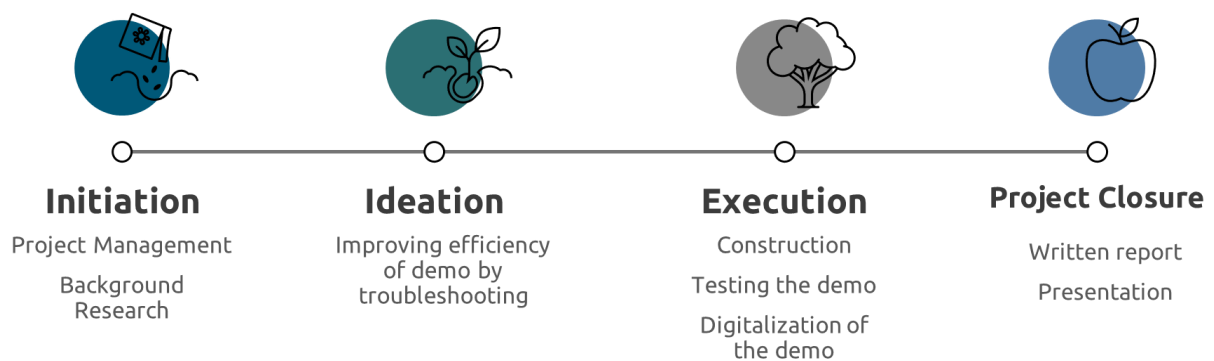 Initiation
Project Management
Background
Research
Ideation
Improving efficiency
of demo by
troubleshooting
Execution
Construction
Testing the demo
Digitalization of
the demo
Project Closure
Written report
Presentation